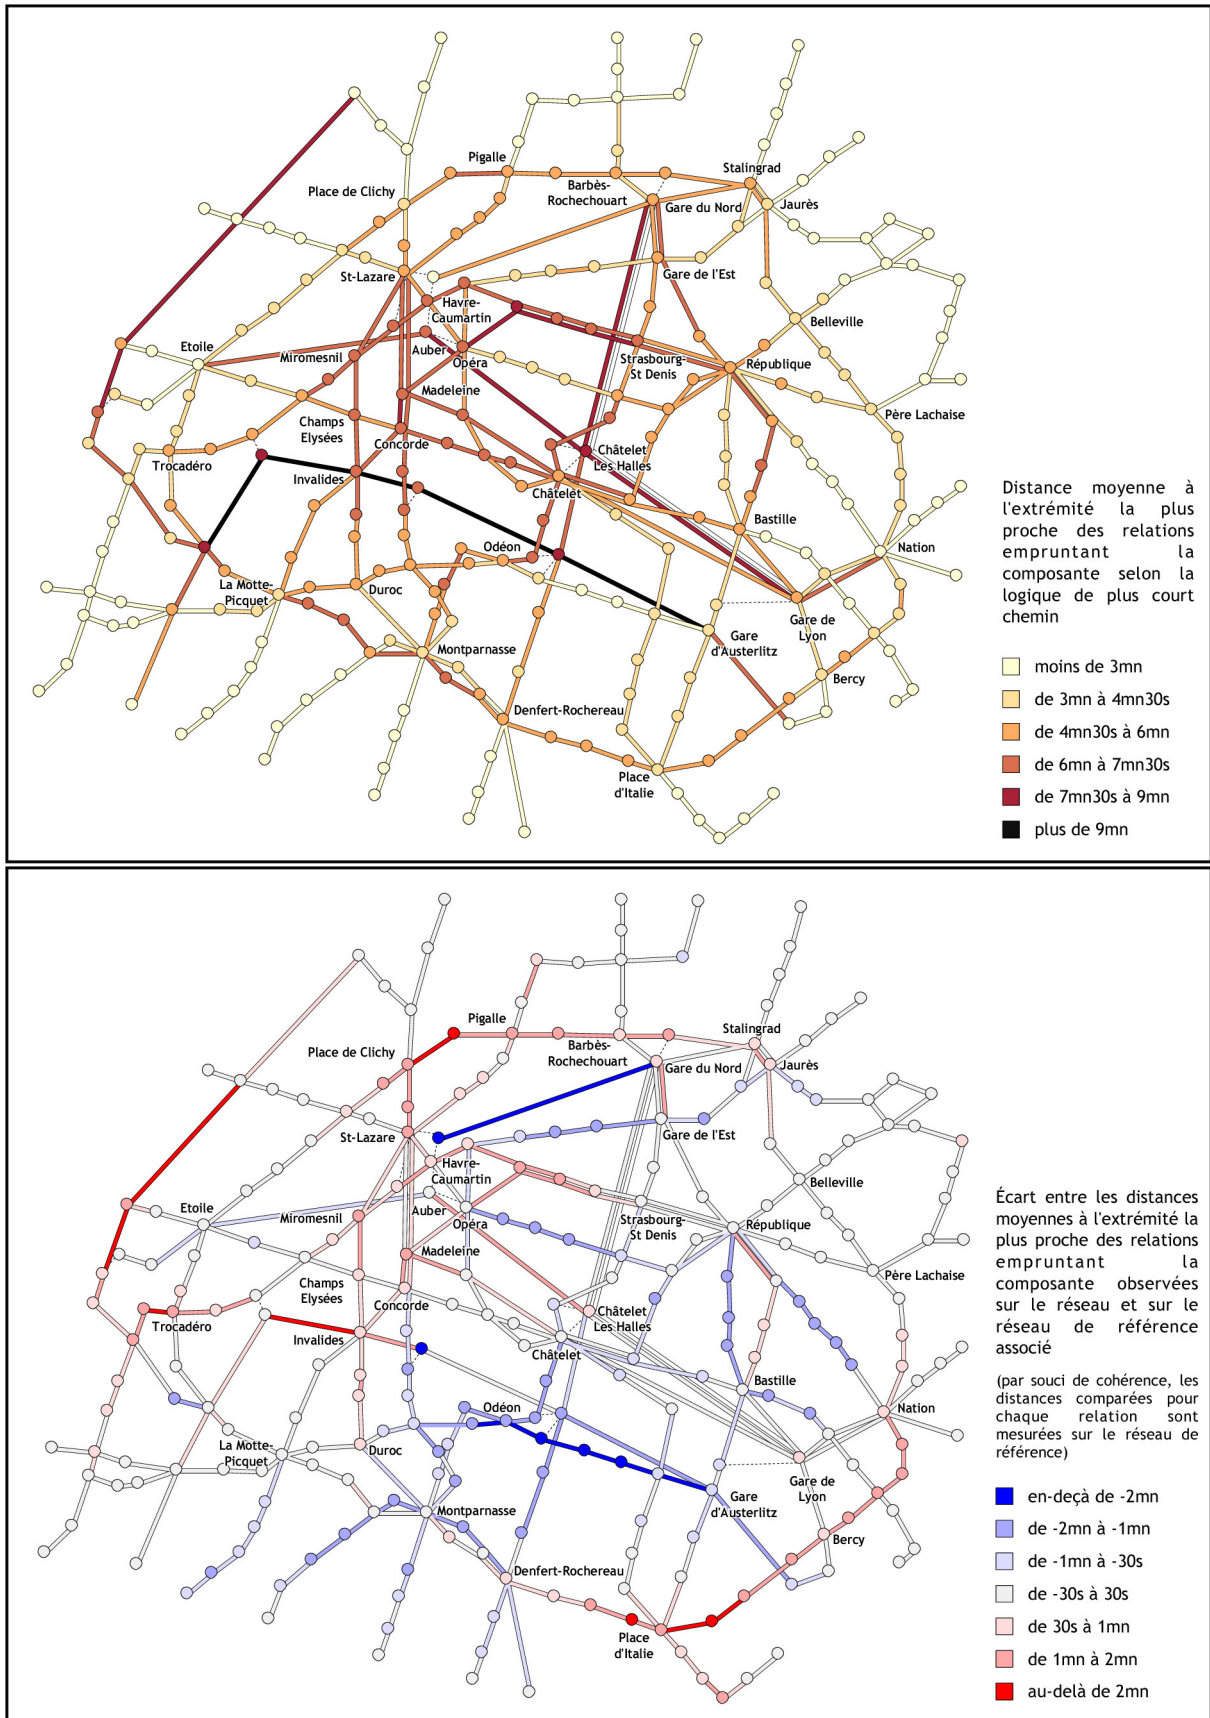 Pigalle
Stalingrad
Place de Clichy
Barbès-
Rochechouart
Gare du Nord
Jaurès
St-Lazare
Gare de l'Est
Havre-
Caumartin
Belleville
Etoile
Miromesnil
Auber
Opéra
Strasbourg-
St Denis
République
Madeleine
Champs
Elysées
Père Lachaise
Concorde
Trocadéro
Châtelet
Les Halles
Invalides
Châtelet
Bastille
Odéon
Nation
La Motte-
Picquet
Duroc
Gare de
Lyon
Gare
d'Austerlitz
Montparnasse
Bercy
Denfert-Rochereau
Place
d'Italie
Distance moyenne à
l'extrémité la plus
proche des relations
empruntant la
composante selon la
logique de plus court
chemin
moins de 3mn
de 3mn à 4mn30s
de 4mn30s à 6mn
de 6mn à 7mn30s
de 7mn30s à 9mn
plus de 9mn
Pigalle
Stalingrad
Place de Clichy
Barbès-
Rochechouart
Gare du Nord
Jaurès
St-Lazare
Gare de l'Est
Havre-
Caumartin
Belleville
Etoile
Miromesnil
Auber
Opéra
Strasbourg-
St Denis
République
Madeleine
Champs
Elysées
Père Lachaise
Concorde
Trocadéro
Châtelet
Les Halles
Invalides
Châtelet
Bastille
Odéon
Nation
La Motte-
Picquet
Duroc
Gare de
Lyon
Gare
d'Austerlitz
Montparnasse
Bercy
Denfert-Rochereau
Place
d'Italie
Écart entre les distances
moyennes à l'extrémité la
plus proche des relations
empruntant la
composante observées
sur le réseau et sur le
réseau de référence
associé
(par souci de cohérence, les
distances comparées pour
chaque relation sont
mesurées sur le réseau de
référence)
en-deçà de -2mn
de -2mn à -1mn
de -1mn à -30s
de -30s à 30s
de 30s à 1mn
de 1mn à 2mn
au-delà de 2mn